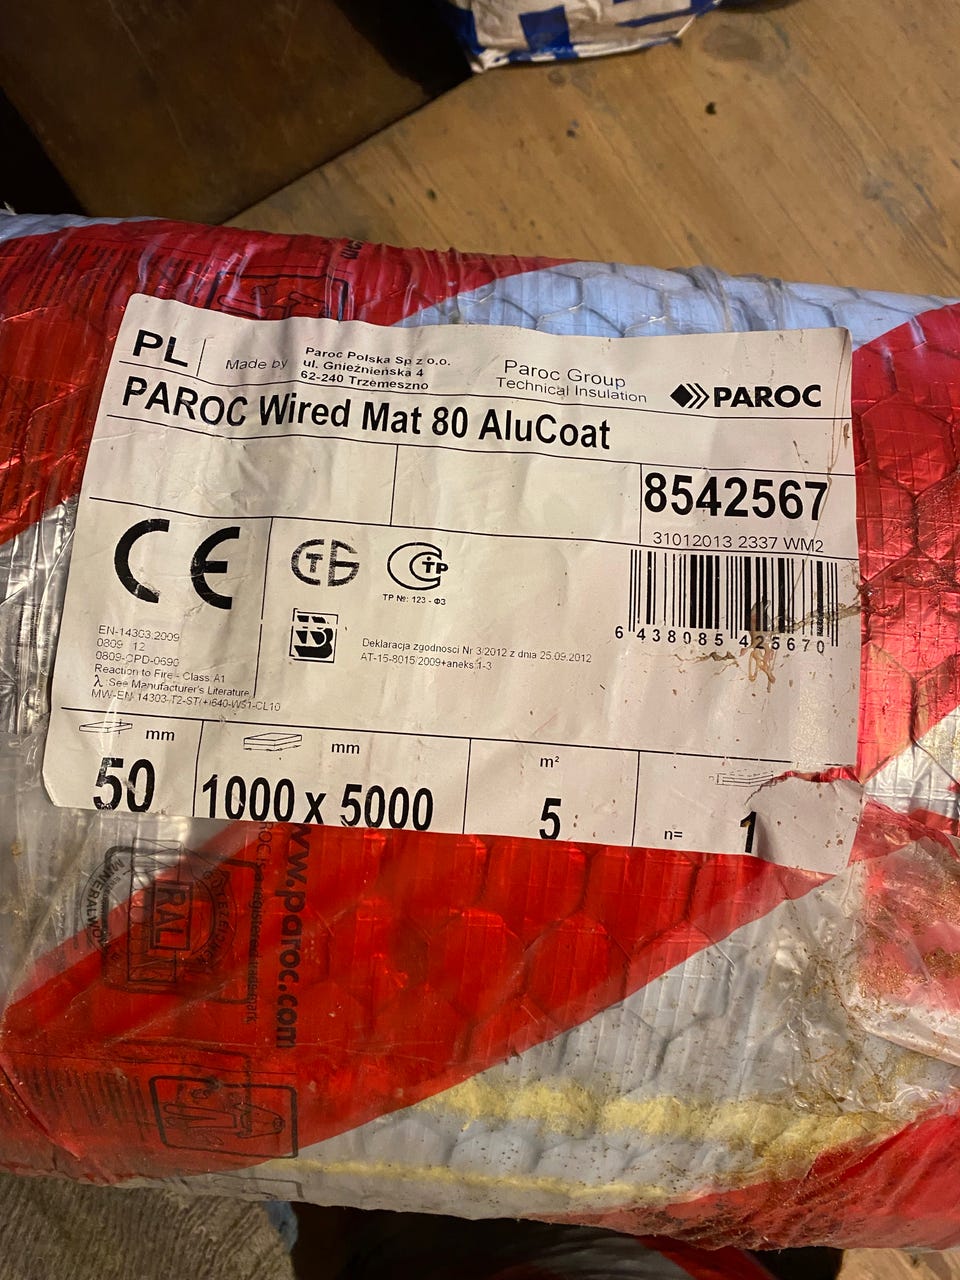 PL
Made by
Paroc Polska Sp z o.o.
ul. Gnieźnieńska 4
62-240 Trzemeszno
Paroc Group
Technical Insulation
PAROC
PAROC Wired Mat 80 AluCoat
8542567
31012013 2337 WM2
CE
СТБ
TP
ТР №: 123 - ФЗ
6 438085 425670
B
EN-14303:2009
0809 12
0809-CPD-0690
Reaction to Fire - Class: A1
λ: See Manufacturer's Literature
MW-EN 14303-T2-ST(+)640-WS1-CL10
Deklaracja zgodności Nr 3/2012 z dnia 25.09.2012
AT-15-8015/2009+aneks 1-3
mm
50
mm
1000 x 5000
m²
5
n=
1
www.paroc.com
RAL
MINERALWOLLE